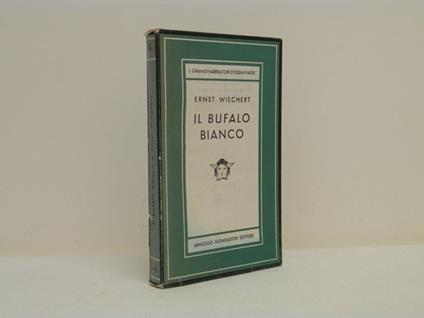 I GRANDI NARRATORI D'OGNI PAESE
ERNST WIECHERT
IL BUFALO
BIANCO
ARNOLDO MONDADORI EDITORE